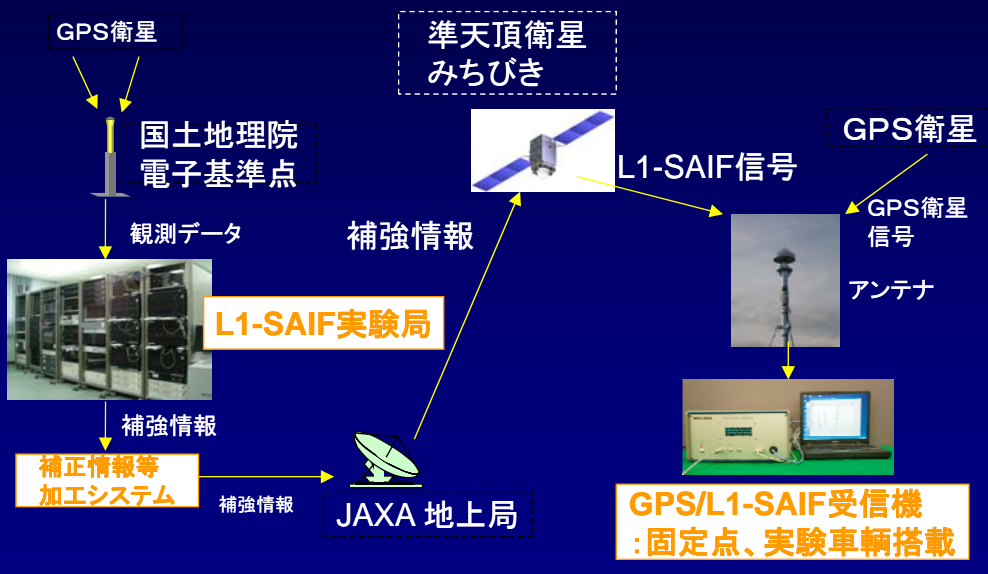 GPS衛星
国土地理院
電子基準点
観測データ
L1-SAIF実験局
補強情報
補正情報等
加工システム
補強情報
JAXA 地上局
補強情報
準天頂衛星
みちびき
L1-SAIF信号
GPS衛星
GPS衛星
信号
アンテナ
GPS/L1-SAIF受信機
:固定点、実験車輌搭載